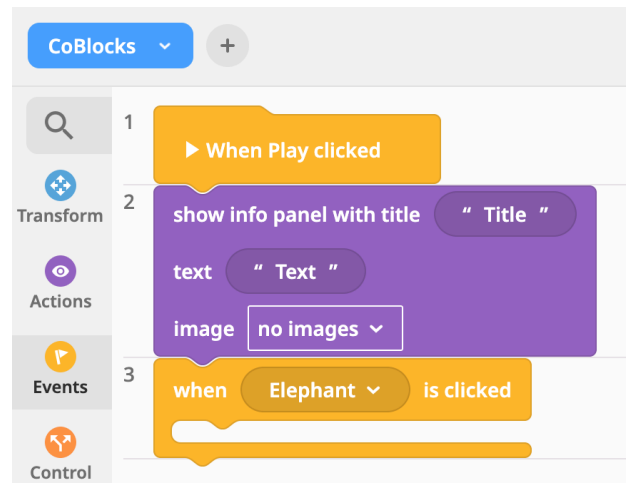 CoBlocks
+
1
When Play clicked
Transform
2
show info panel with title “ Title ”
Actions
text “ Text ”
image no images
Events
3
when Elephant is clicked
Control